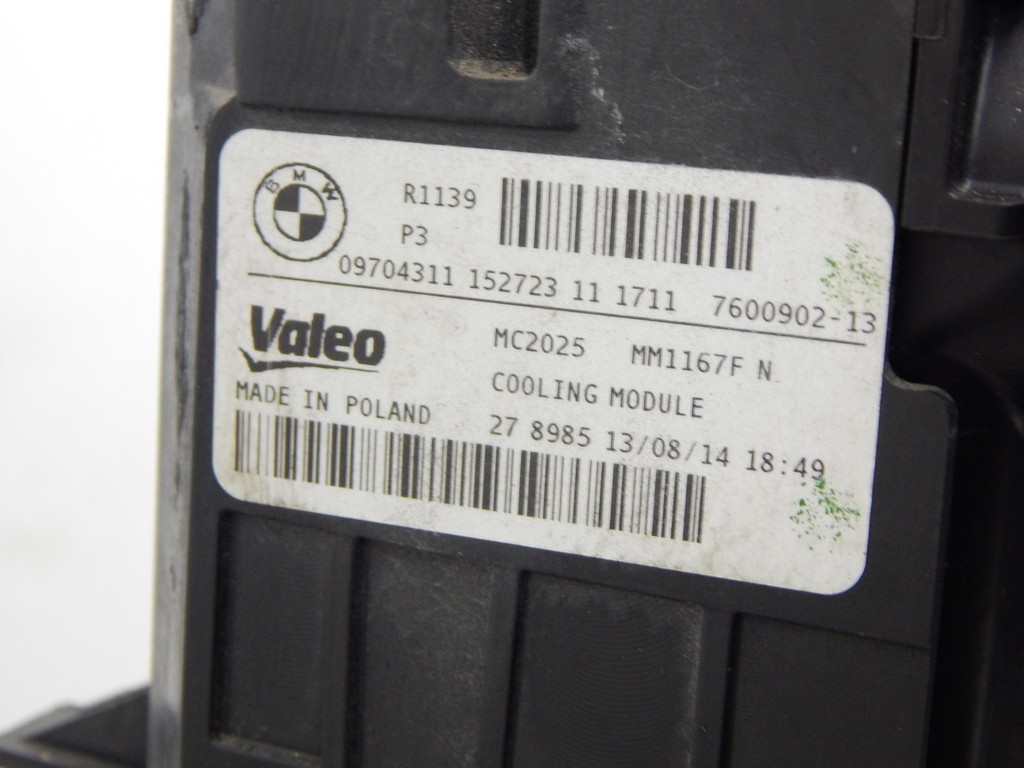 BMW
R1139
P3
09704311 152723 11 1711 7600902-13
Valeo
MC2025 MM1167F N
COOLING MODULE
MADE IN POLAND
27 8985 13/08/14 18:49